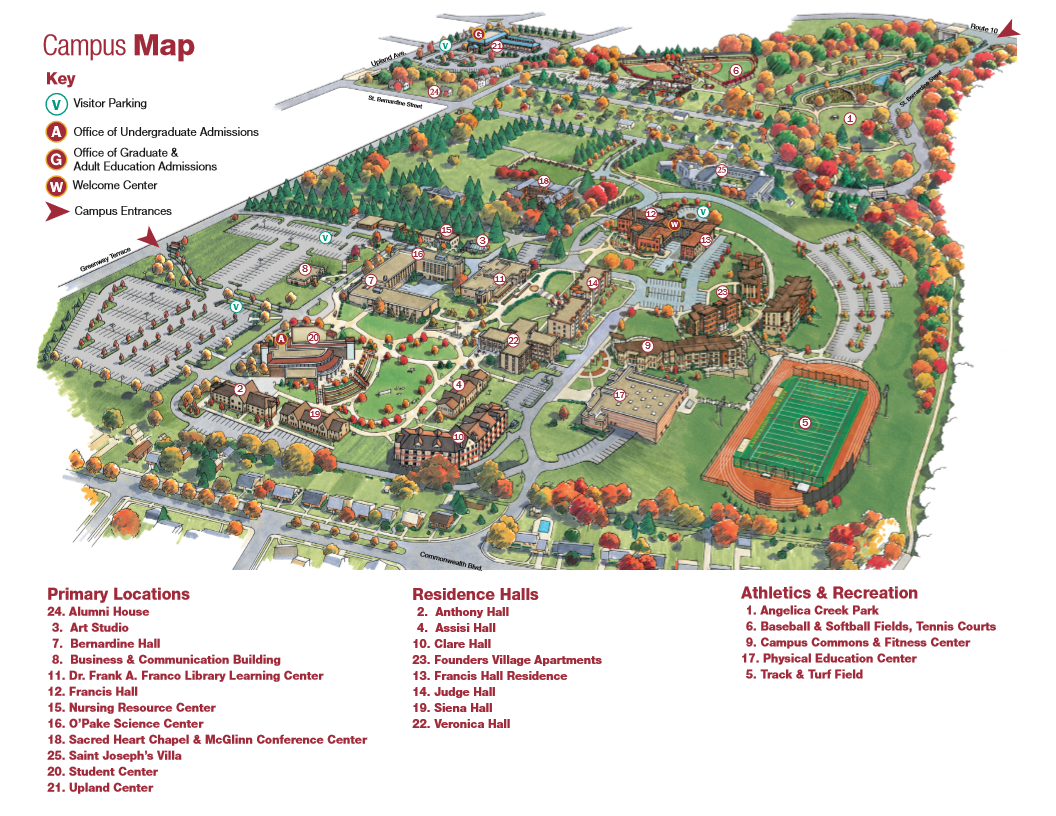 Campus Map
Key
V Visitor Parking
A Office of Undergraduate Admissions
G Office of Graduate &
Adult Education Admissions
W Welcome Center
Campus Entrances
Upland Ave.
V
G
21
24
St. Bernardine Street
6
Route 10
St. Bernardine Street
1
25
18
12
V
W
13
Greenway Terrace
V
15
3
16
8
7
11
14
23
V
A
20
22
9
2
4
17
19
10
5
Commonwealth Blvd.
Primary Locations
24. Alumni House
3. Art Studio
7. Bernardine Hall
8. Business & Communication Building
11. Dr. Frank A. Franco Library Learning Center
12. Francis Hall
15. Nursing Resource Center
16. O'Pake Science Center
18. Sacred Heart Chapel & McGlinn Conference Center
25. Saint Joseph's Villa
20. Student Center
21. Upland Center
Residence Halls
2. Anthony Hall
4. Assisi Hall
10. Clare Hall
23. Founders Village Apartments
13. Francis Hall Residence
14. Judge Hall
19. Siena Hall
22. Veronica Hall
Athletics & Recreation
1. Angelica Creek Park
6. Baseball & Softball Fields, Tennis Courts
9. Campus Commons & Fitness Center
17. Physical Education Center
5. Track & Turf Field